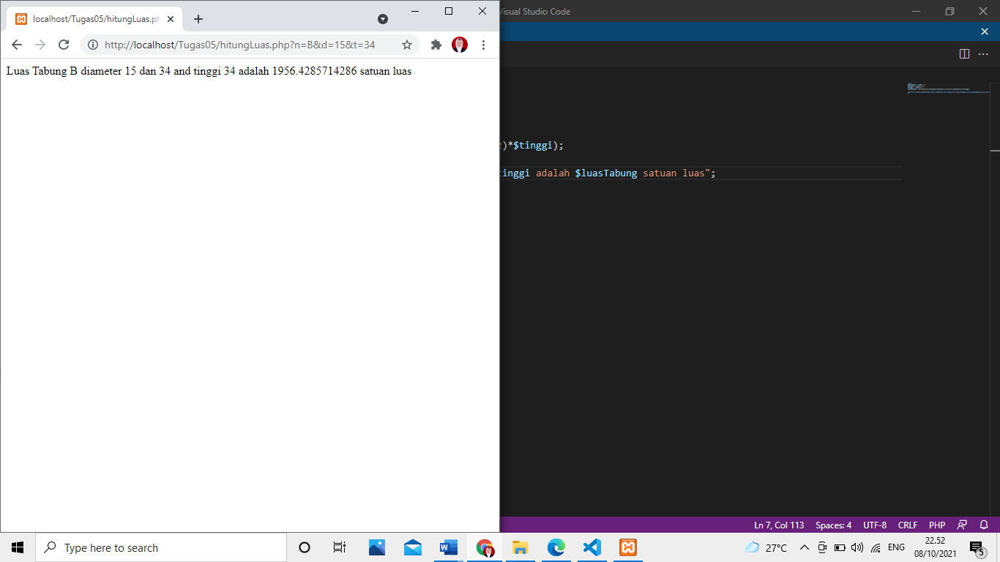 localhost/Tugas05/hitungLuas.ph
Visual Studio Code
http://localhost/Tugas05/hitungLuas.php?n=B&d=15&t=34
Luas Tabung B diameter 15 dan 34 and tinggi 34 adalah 1956.4285714286 satuan luas
)*$tinggi);
tinggi adalah $luasTabung satuan luas";
Ln 7, Col 113 Spaces: 4 UTF-8 CRLF PHP
Type here to search
27°C
ENG
22.52
08/10/2021
5